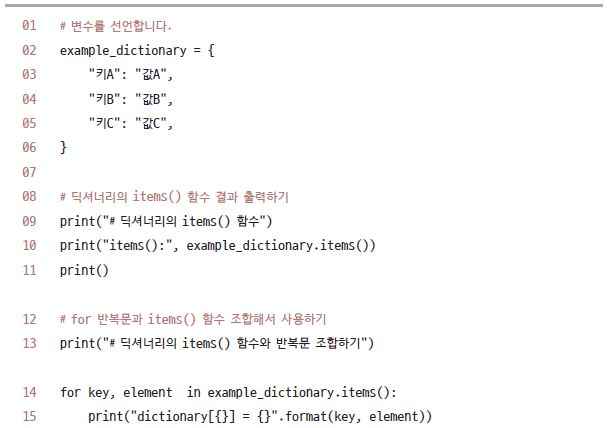 01 # 변수를 선언합니다.
02 example_dictionary = {
03     "키A": "값A",
04     "키B": "값B",
05     "키C": "값C",
06 }
07
08 # 딕셔너리의 items() 함수 결과 출력하기
09 print("# 딕셔너리의 items() 함수")
10 print("items():", example_dictionary.items())
11 print()
12 # for 반복문과 items() 함수 조합해서 사용하기
13 print("# 딕셔너리의 items() 함수와 반복문 조합하기")
14 for key, element  in example_dictionary.items():
15     print("dictionary[{}] = {}".format(key, element))